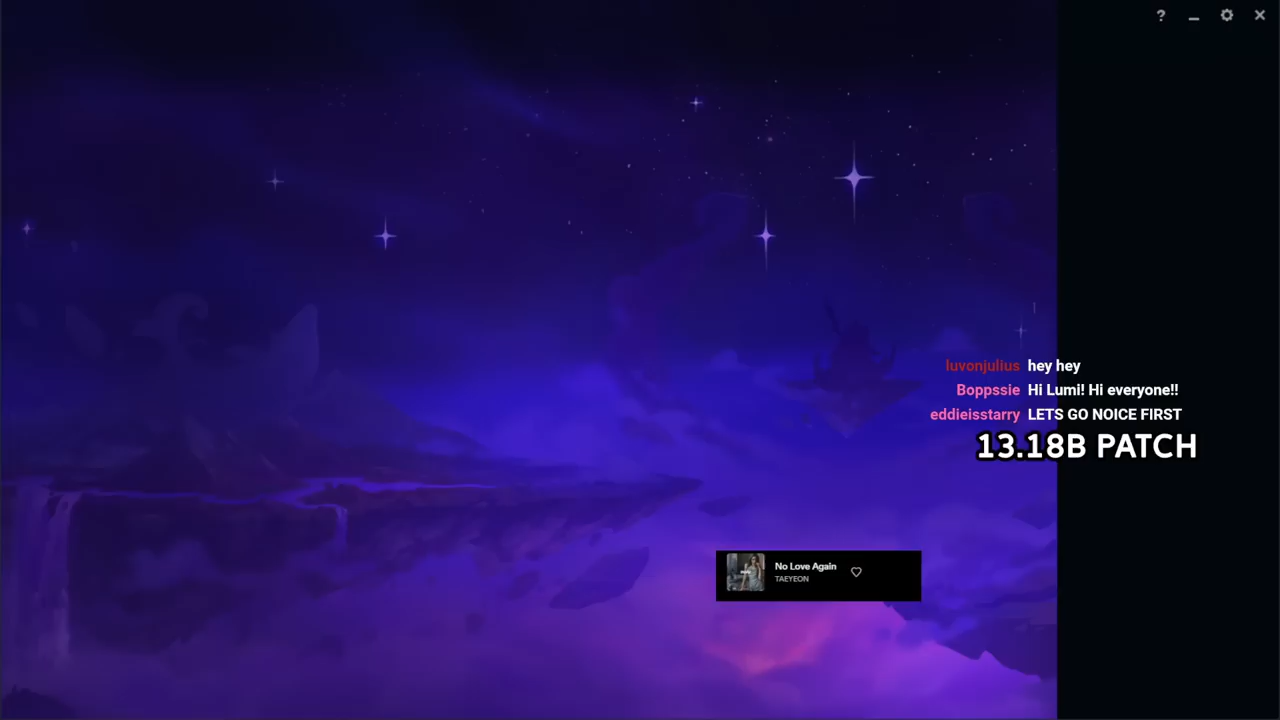 luvonjulius hey hey
Boppssie Hi Lumi! Hi everyone!!
eddieisstarry LETS GO NOICE FIRST
13.18B PATCH
No Love Again
TAEYEON